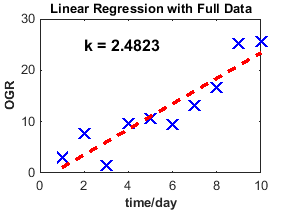 Linear Regression with Full Data
k = 2.4823
30
20
10
0
OGR
0 2 4 6 8 10
time/day